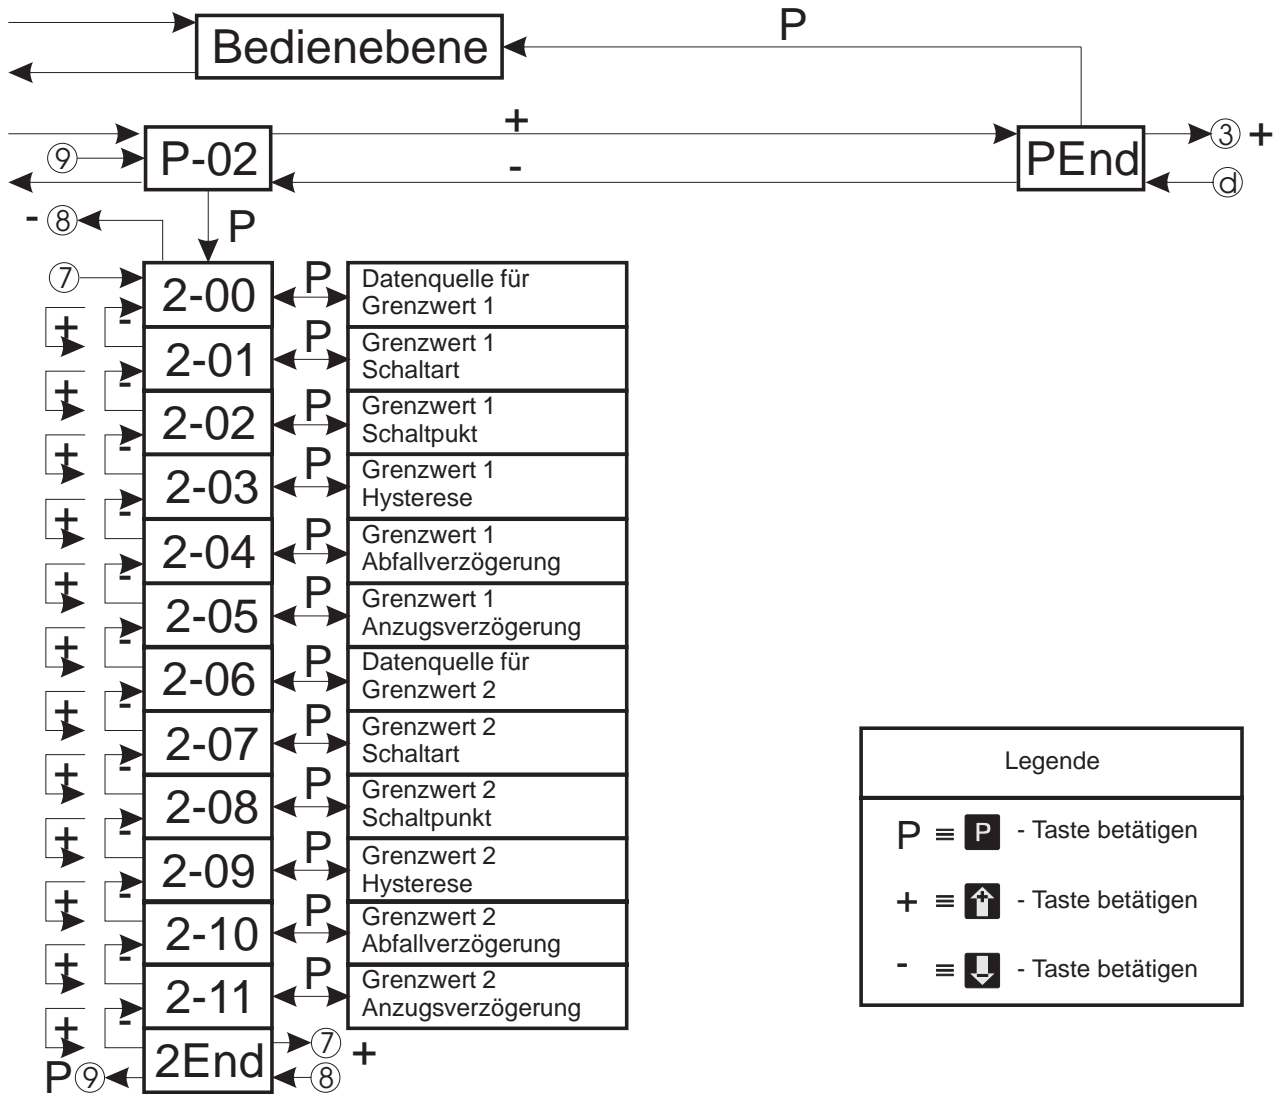 P
Bedienebene
+
P-02
PEnd
③ +
⑨
-
ⓓ
- ⑧
P
⑦
2-00
P
Datenquelle für
Grenzwert 1
+
-
2-01
P
Grenzwert 1
Schaltart
+
-
2-02
P
Grenzwert 1
Schaltpukt
+
-
2-03
P
Grenzwert 1
Hysterese
+
-
2-04
P
Grenzwert 1
Abfallverzögerung
+
-
2-05
P
Grenzwert 1
Anzugsverzögerung
+
-
2-06
P
Datenquelle für
Grenzwert 2
+
-
2-07
P
Grenzwert 2
Schaltart
+
-
2-08
P
Grenzwert 2
Schaltpunkt
+
-
2-09
P
Grenzwert 2
Hysterese
+
-
2-10
P
Grenzwert 2
Abfallverzögerung
+
-
2-11
P
Grenzwert 2
Anzugsverzögerung
+
-
2End
⑦ +
P⑨
⑧
Legende
P ≡ P - Taste betätigen
+ ≡ + - Taste betätigen
- ≡ - - Taste betätigen